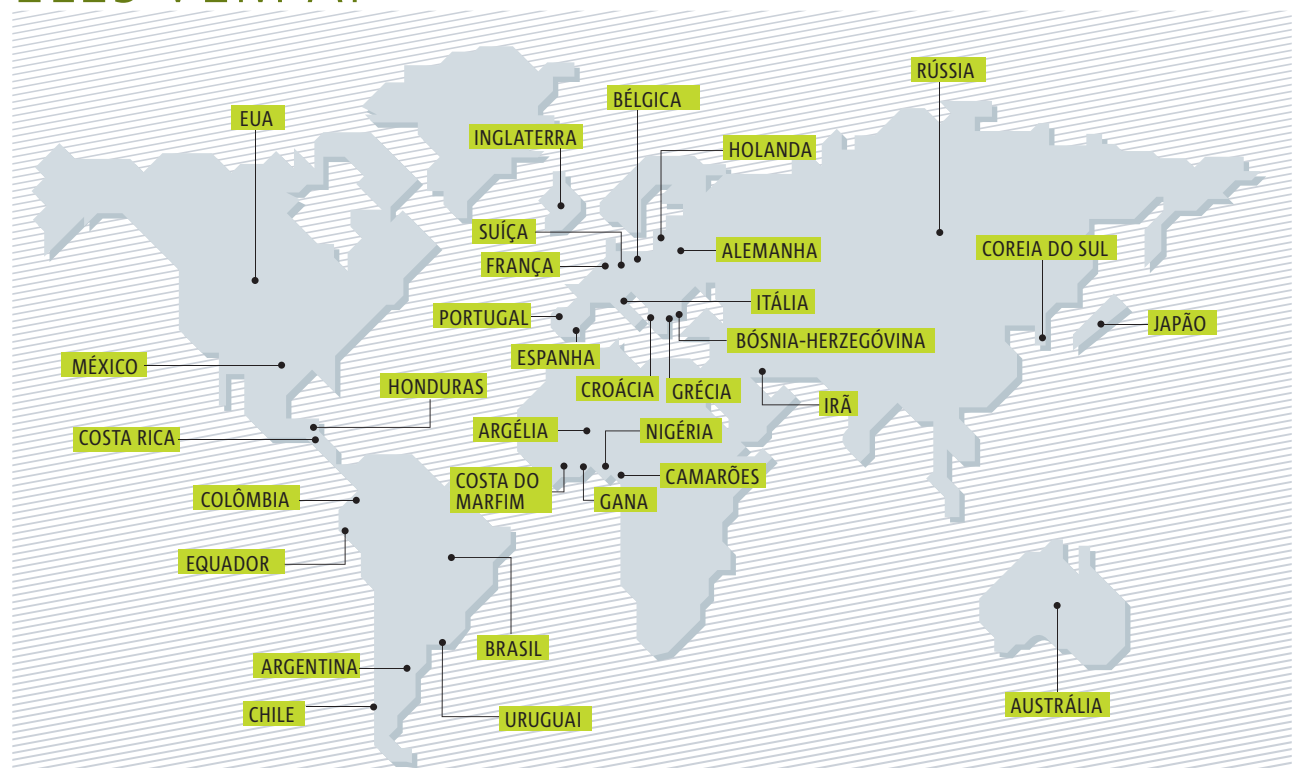 RÚSSIA
BÉLGICA
EUA
INGLATERRA
HOLANDA
SUÍÇA
ALEMANHA
COREIA DO SUL
FRANÇA
ITÁLIA
PORTUGAL
JAPÃO
BÓSNIA-HERZEGÓVINA
ESPANHA
MÉXICO
HONDURAS
CROÁCIA
GRÉCIA
IRÃ
COSTA RICA
ARGÉLIA
NIGÉRIA
COSTA DO
MARFIM
CAMARÕES
COLÔMBIA
GANA
EQUADOR
BRASIL
ARGENTINA
AUSTRÁLIA
CHILE
URUGUAI